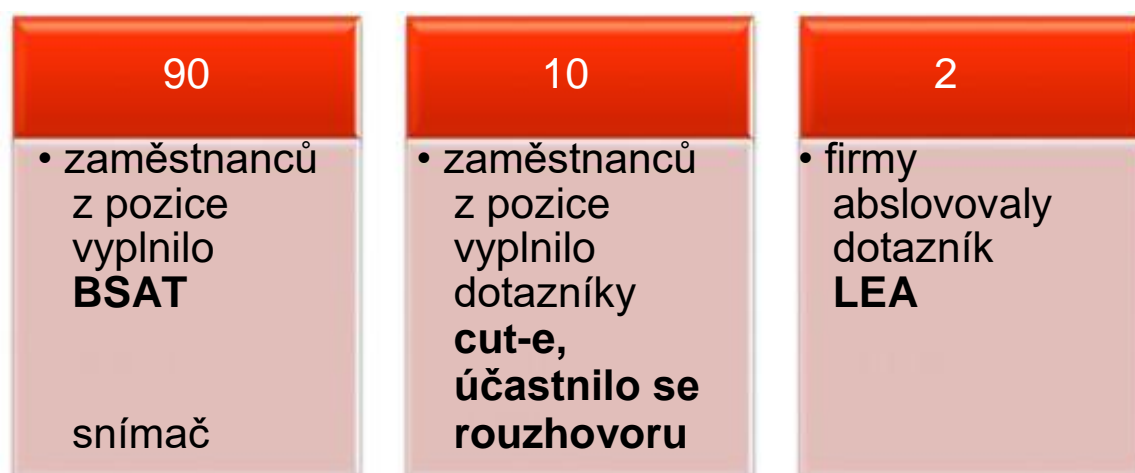 90
• zaměstnanců
z pozice
vyplnilo
BSAT
snímač
10
• zaměstnanců
z pozice
vyplnilo
dotazníky
cut-e,
účastnilo se
rouzhovoru
2
• firmy
abslovovaly
dotazník
LEA